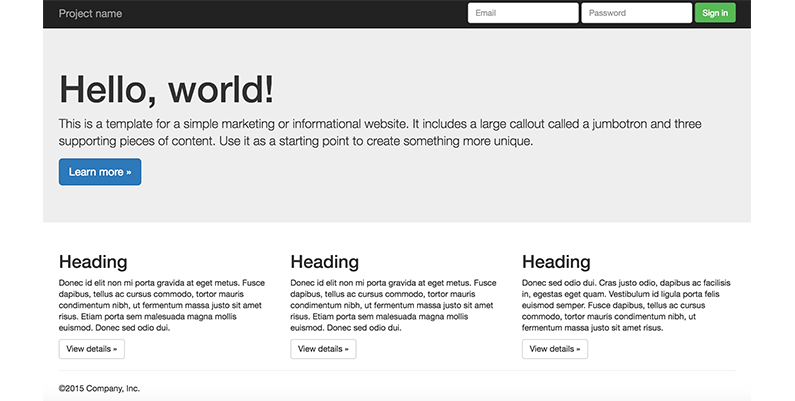 Project name
Email
Password
Sign in
Hello, world!
This is a template for a simple marketing or informational website. It includes a large callout called a jumbotron and three
supporting pieces of content. Use it as a starting point to create something more unique.
Learn more »
Heading
Donec id elit non mi porta gravida at eget metus. Fusce
dapibus, tellus ac cursus commodo, tortor mauris
condimentum nibh, ut fermentum massa justo sit amet
risus. Etiam porta sem malesuada magna mollis
euismod. Donec sed odio dui.
View details »
Heading
Donec id elit non mi porta gravida at eget metus. Fusce
dapibus, tellus ac cursus commodo, tortor mauris
condimentum nibh, ut fermentum massa justo sit amet
risus. Etiam porta sem malesuada magna mollis
euismod. Donec sed odio dui.
View details »
Heading
Donec sed odio dui. Cras justo odio, dapibus ac facilisis
in, egestas eget quam. Vestibulum id ligula porta felis
euismod semper. Fusce dapibus, tellus ac cursus
commodo, tortor mauris condimentum nibh, ut
fermentum massa justo sit amet risus.
View details »
©2015 Company, Inc.